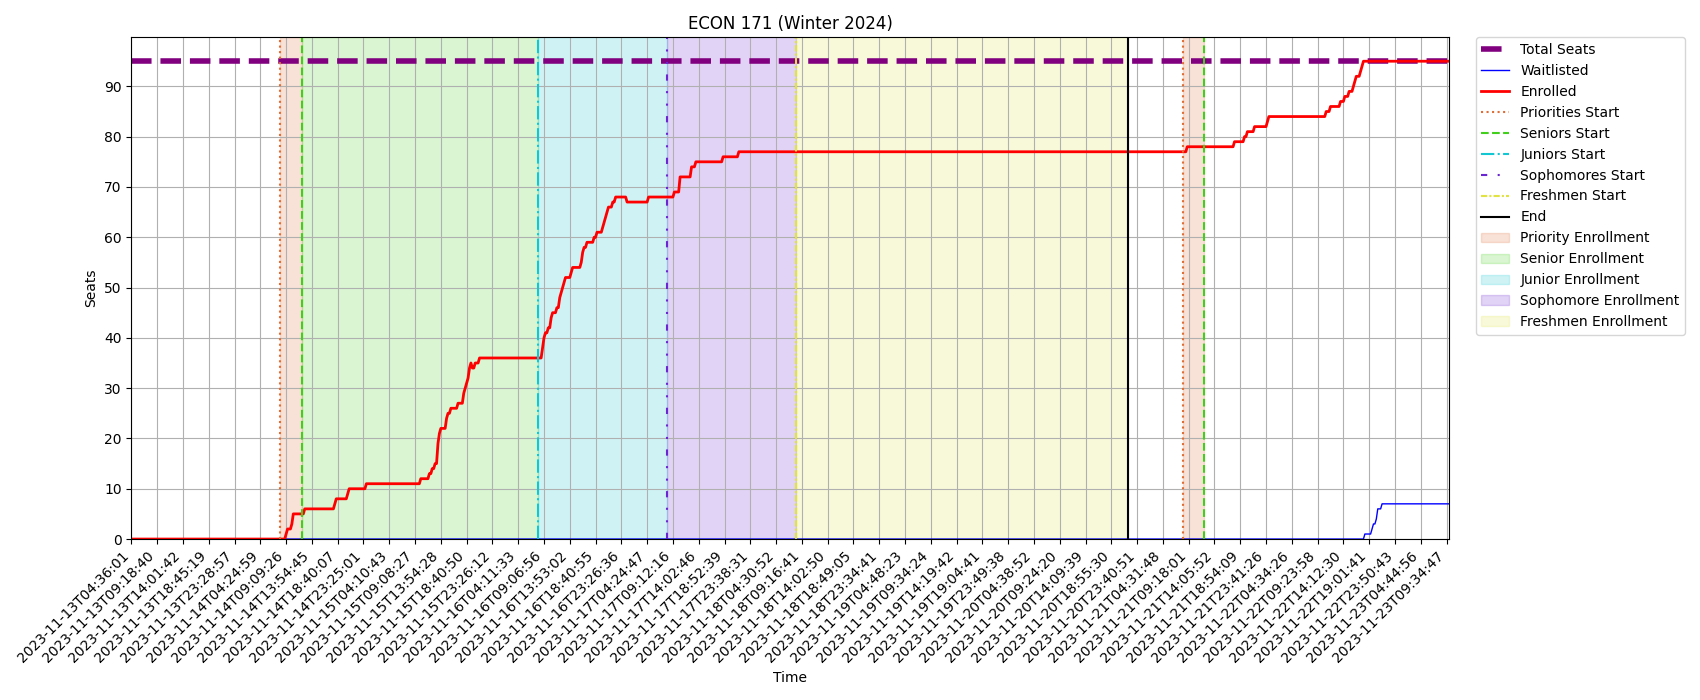 ECON 171 (Winter 2024)
Total Seats
Waitlisted
Enrolled
Priorities Start
Seniors Start
Juniors Start
Sophomores Start
Freshmen Start
End
Priority Enrollment
Senior Enrollment
Junior Enrollment
Sophomore Enrollment
Freshmen Enrollment
Seats
90
80
70
60
50
40
30
20
10
0
2023-11-13T04:36:01
2023-11-13T09:18:40
2023-11-13T14:01:42
2023-11-13T18:45:19
2023-11-13T23:28:57
2023-11-14T04:24:59
2023-11-14T09:09:26
2023-11-14T13:54:45
2023-11-14T18:40:07
2023-11-14T23:25:01
2023-11-15T04:10:43
2023-11-15T09:08:27
2023-11-15T13:54:28
2023-11-15T18:40:50
2023-11-15T23:26:12
2023-11-16T04:11:33
2023-11-16T09:06:56
2023-11-16T13:53:02
2023-11-16T18:40:55
2023-11-16T23:26:36
2023-11-17T04:24:47
2023-11-17T09:12:16
2023-11-17T14:02:46
2023-11-17T18:52:39
2023-11-17T23:38:31
2023-11-18T04:30:52
2023-11-18T09:16:41
2023-11-18T14:02:50
2023-11-18T18:49:05
2023-11-18T23:34:41
2023-11-19T04:48:23
2023-11-19T09:34:24
2023-11-19T14:19:42
2023-11-19T19:04:41
2023-11-19T23:49:38
2023-11-20T04:38:52
2023-11-20T09:24:20
2023-11-20T14:09:39
2023-11-20T18:55:30
2023-11-20T23:40:51
2023-11-21T04:31:48
2023-11-21T09:18:01
2023-11-21T14:05:52
2023-11-21T18:54:09
2023-11-21T23:41:26
2023-11-22T04:34:26
2023-11-22T09:23:58
2023-11-22T14:12:30
2023-11-22T19:01:41
2023-11-22T23:50:43
2023-11-23T04:44:56
2023-11-23T09:34:47
Time